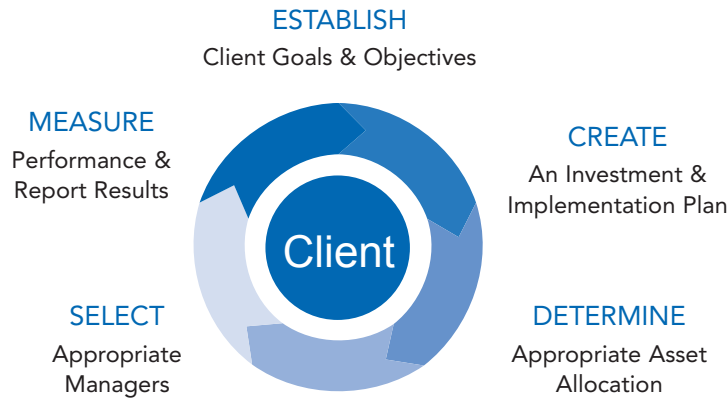 ESTABLISH
Client Goals & Objectives
CREATE
An Investment &
Implementation Plan
DETERMINE
Appropriate Asset
Allocation
SELECT
Appropriate
Managers
MEASURE
Performance &
Report Results
Client